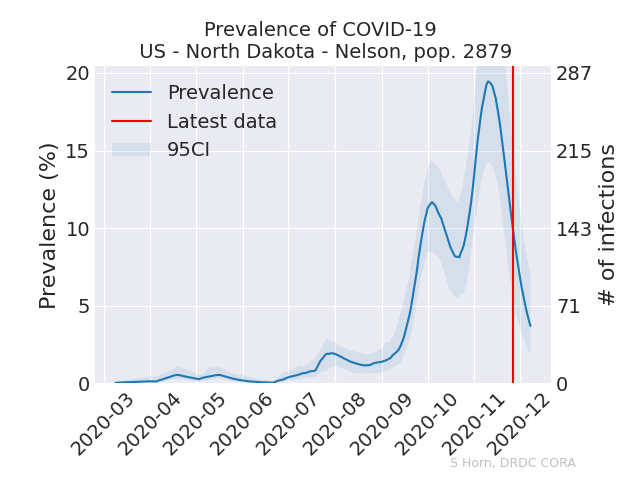 Prevalence of COVID-19
US - North Dakota - Nelson, pop. 2879
Prevalence
Latest data
95CI
Prevalence (%)
20
15
10
5
0
287
215
143
71
0
# of infections
2020-03
2020-04
2020-05
2020-06
2020-07
2020-08
2020-09
2020-10
2020-11
2020-12
S Horn, DRDC CORA